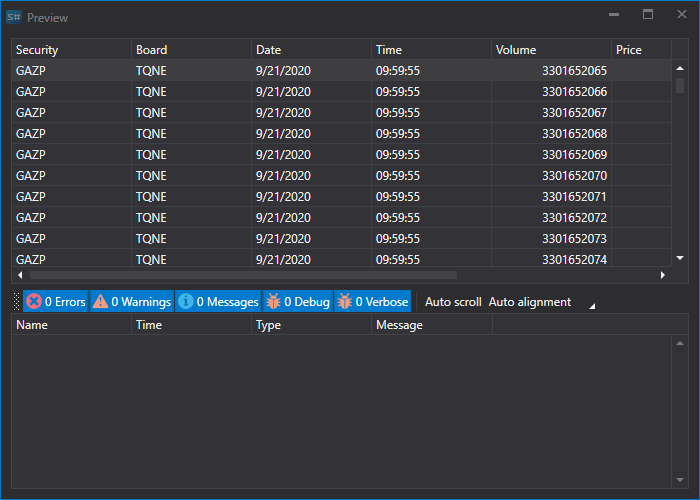 S# Preview
Security Board Date Time Volume Price
GAZP TQNE 9/21/2020 09:59:55 3301652065
GAZP TQNE 9/21/2020 09:59:55 3301652066
GAZP TQNE 9/21/2020 09:59:55 3301652067
GAZP TQNE 9/21/2020 09:59:55 3301652068
GAZP TQNE 9/21/2020 09:59:55 3301652069
GAZP TQNE 9/21/2020 09:59:55 3301652070
GAZP TQNE 9/21/2020 09:59:55 3301652071
GAZP TQNE 9/21/2020 09:59:55 3301652072
GAZP TQNE 9/21/2020 09:59:55 3301652073
GAZP TQNE 9/21/2020 09:59:55 3301652074
0 Errors 0 Warnings 0 Messages 0 Debug 0 Verbose Auto scroll Auto alignment
Name Time Type Message